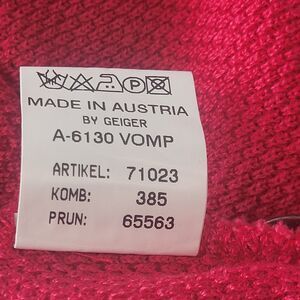 P
MADE IN AUSTRIA
BY GEIGER
A-6130 VOMP
ARTIKEL: 71023
KOMB: 385
PRUN: 65563